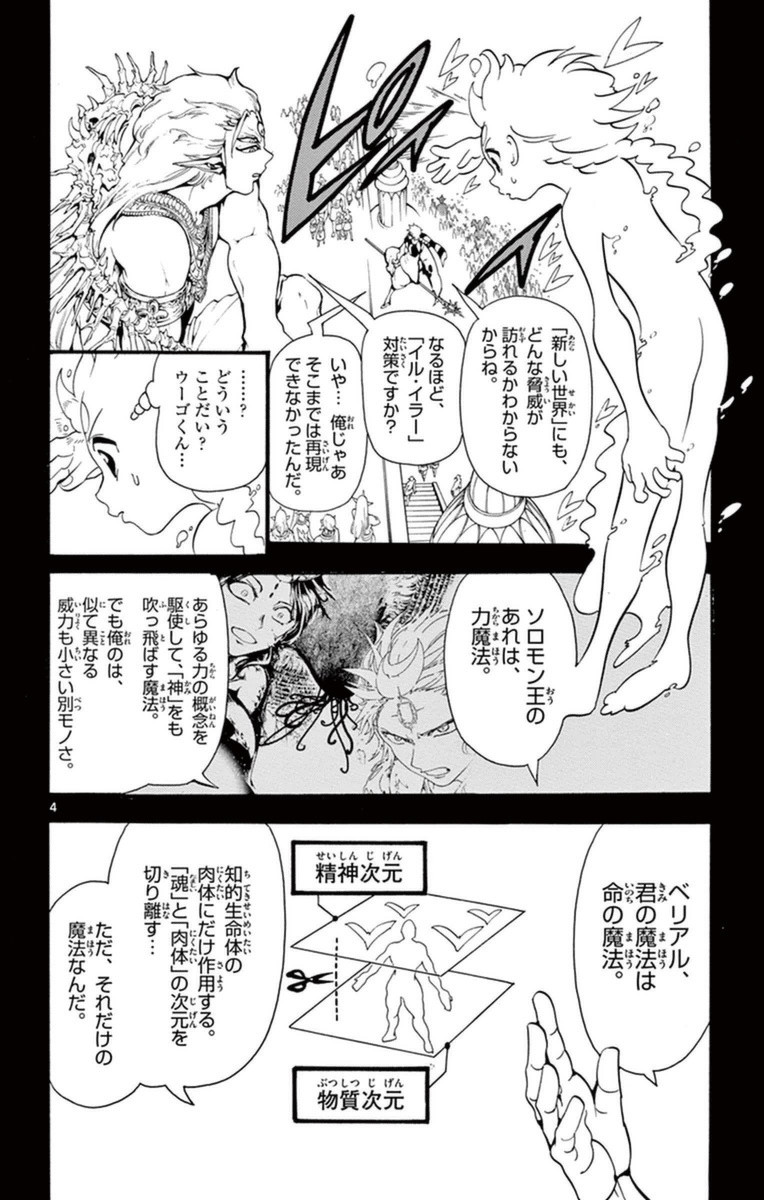 ピク
「新しい世界」にも、
どんな脅威が
訪れるかわからない
からね。
なるほど、
「イル・イラー」
対策ですか？
いや…俺じゃあ
そこまでは再現
できなかったんだ。
……？
どういう
ことだい？
ウーゴくん…
ソロモン王の
あれは、
力魔法。
あらゆる力の概念を
駆使して、「神」をも
吹っ飛ばす魔法。
でも俺のは、
似て異なる
威力も小さい別モノさ。
4
ベリアル、
君の魔法は
命の魔法。
精神次元
物質次元
知的生命体の
肉体にだけ作用する。
「魂」と「肉体」の次元を
切り離す…
ただ、それだけの
魔法なんだ。